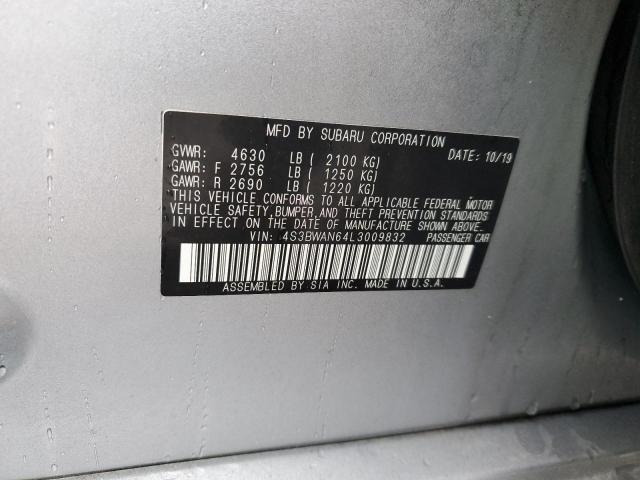 MFD BY SUBARU CORPORATION
GVWR: 4630 LB ( 2100 KG) DATE: 10/19
GAWR: F 2756 LB ( 1250 KG)
GAWR: R 2690 LB ( 1220 KG)
THIS VEHICLE CONFORMS TO ALL APPLICABLE FEDERAL MOTOR
VEHICLE SAFETY, BUMPER, AND THEFT PREVENTION STANDARDS
IN EFFECT ON THE DATE OF MANUFACTURE SHOWN ABOVE.
VIN: 4S3BWAN64L3009832 PASSENGER CAR
ASSEMBLED BY SIA INC. MADE IN U.S.A.